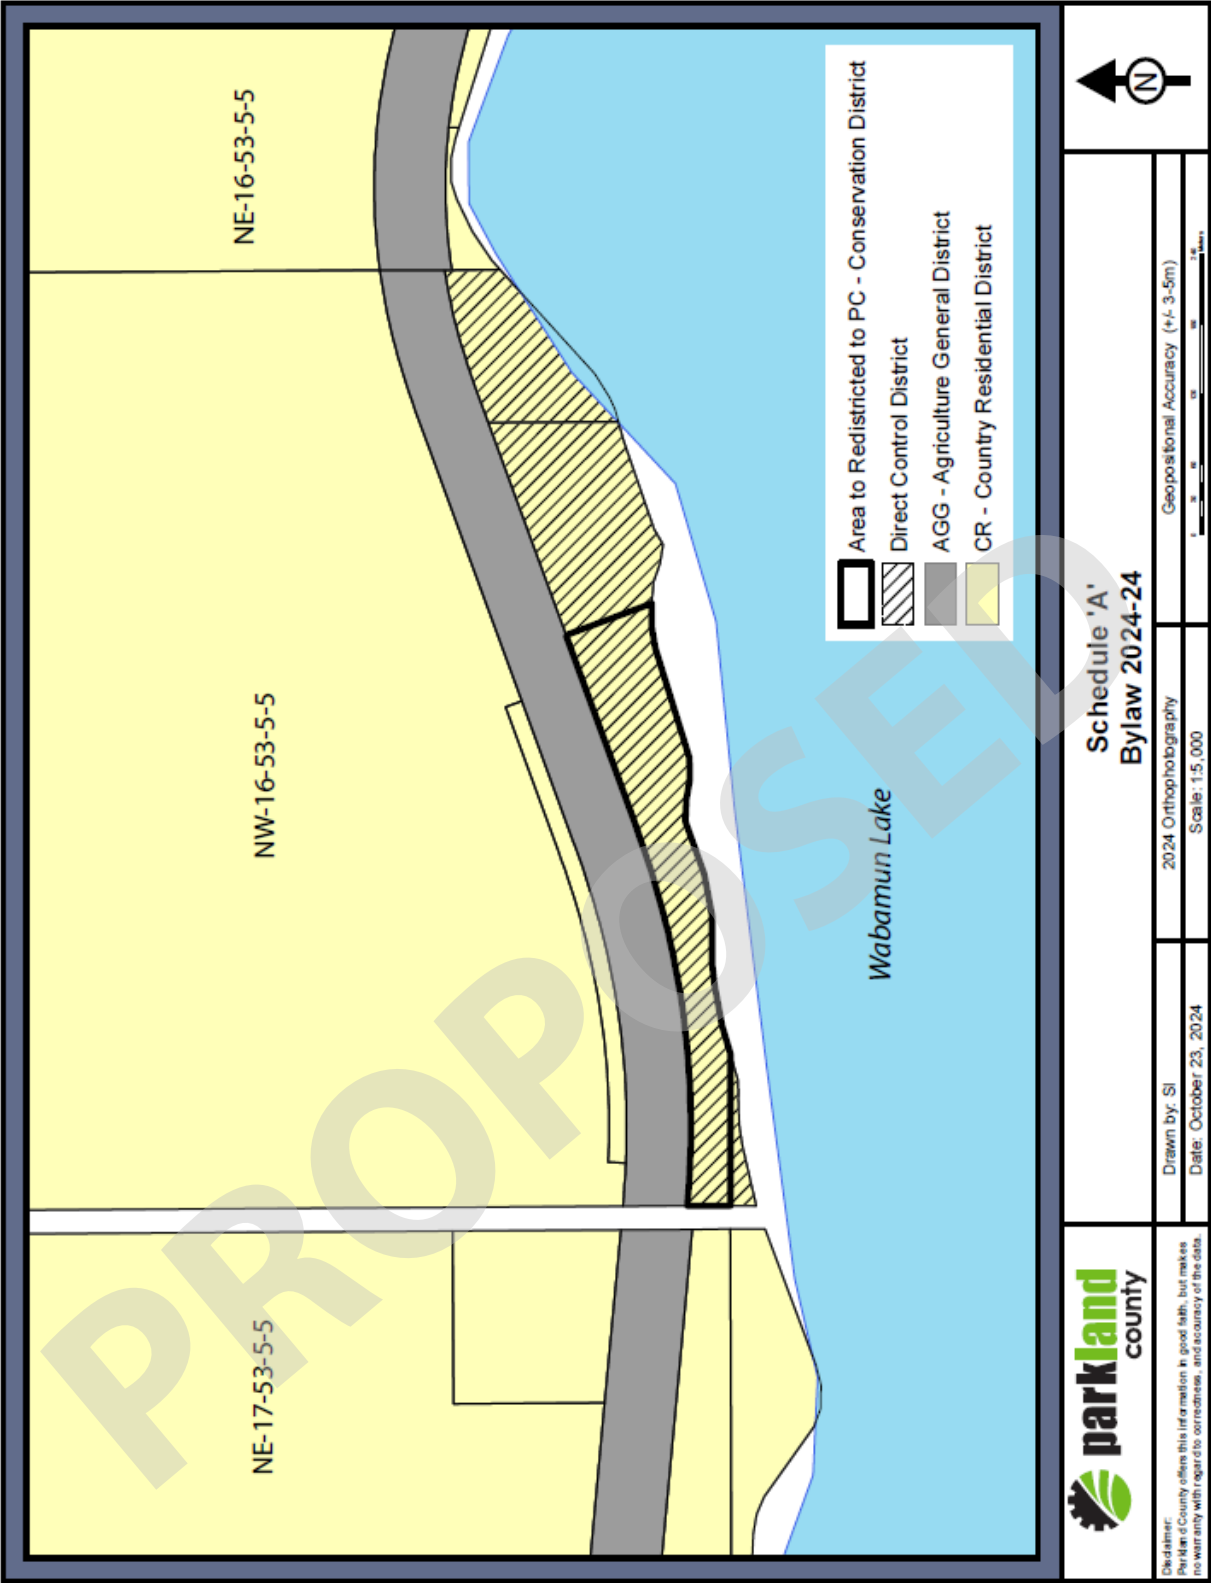 NE-17-53-5-5
NW-16-53-5-5
NE-16-53-5-5
Wabamun Lake
Area to Redistricted to PC - Conservation District
Direct Control District
AGG - Agriculture General District
CR - Country Residential District
PROPOSED
parkland
county
Disclaimer:
Parkland County offers this information in good faith, but makes
no warranty with regard to correctness, and accuracy of the data.
Schedule 'A'
Bylaw 2024-24
Drawn by: SI
2024 Orthophotography
Geopositional Accuracy (+/- 3-5m)
Date: October 23, 2024
Scale: 1:5,000
N